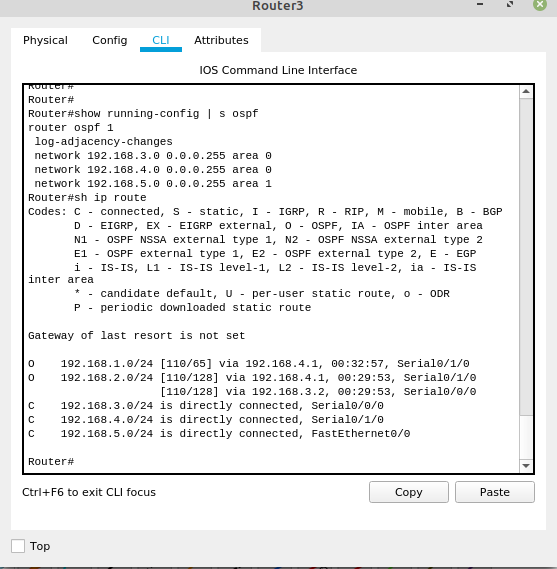 Router3
Physical Config CLI Attributes
IOS Command Line Interface
Router#
Router#
Router#show running-config | s ospf
router ospf 1
 log-adjacency-changes
 network 192.168.3.0 0.0.0.255 area 0
 network 192.168.4.0 0.0.0.255 area 0
 network 192.168.5.0 0.0.0.255 area 1
Router#sh ip route
Codes: C - connected, S - static, I - IGRP, R - RIP, M - mobile, B - BGP
       D - EIGRP, EX - EIGRP external, O - OSPF, IA - OSPF inter area
       N1 - OSPF NSSA external type 1, N2 - OSPF NSSA external type 2
       E1 - OSPF external type 1, E2 - OSPF external type 2, E - EGP
       i - IS-IS, L1 - IS-IS level-1, L2 - IS-IS level-2, ia - IS-IS
inter area
       * - candidate default, U - per-user static route, o - ODR
       P - periodic downloaded static route
Gateway of last resort is not set
O    192.168.1.0/24 [110/65] via 192.168.4.1, 00:32:57, Serial0/1/0
O    192.168.2.0/24 [110/128] via 192.168.4.1, 00:29:53, Serial0/1/0
                    [110/128] via 192.168.3.2, 00:29:53, Serial0/0/0
C    192.168.3.0/24 is directly connected, Serial0/0/0
C    192.168.4.0/24 is directly connected, Serial0/1/0
C    192.168.5.0/24 is directly connected, FastEthernet0/0
Router#
Ctrl+F6 to exit CLI focus Copy Paste
Top